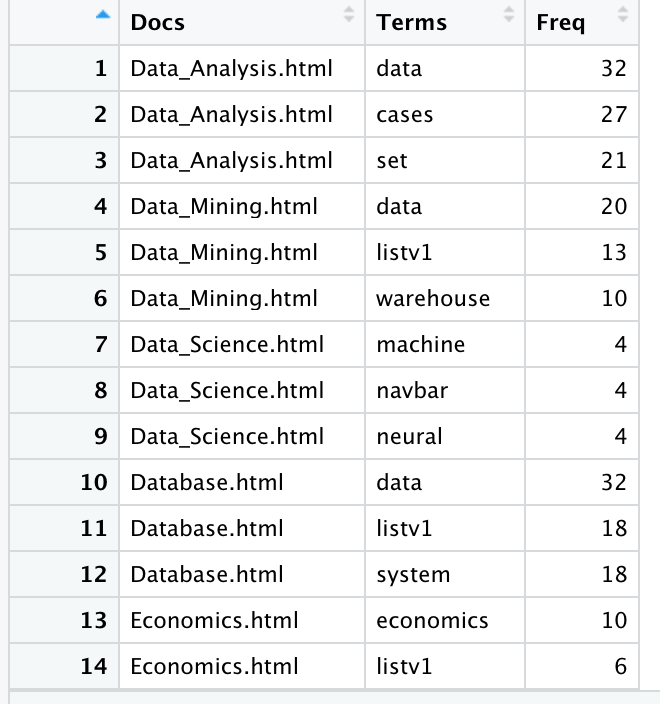 Docs Terms Freq
1 Data_Analysis.html data 32
2 Data_Analysis.html cases 27
3 Data_Analysis.html set 21
4 Data_Mining.html data 20
5 Data_Mining.html listv1 13
6 Data_Mining.html warehouse 10
7 Data_Science.html machine 4
8 Data_Science.html navbar 4
9 Data_Science.html neural 4
10 Database.html data 32
11 Database.html listv1 18
12 Database.html system 18
13 Economics.html economics 10
14 Economics.html listv1 6